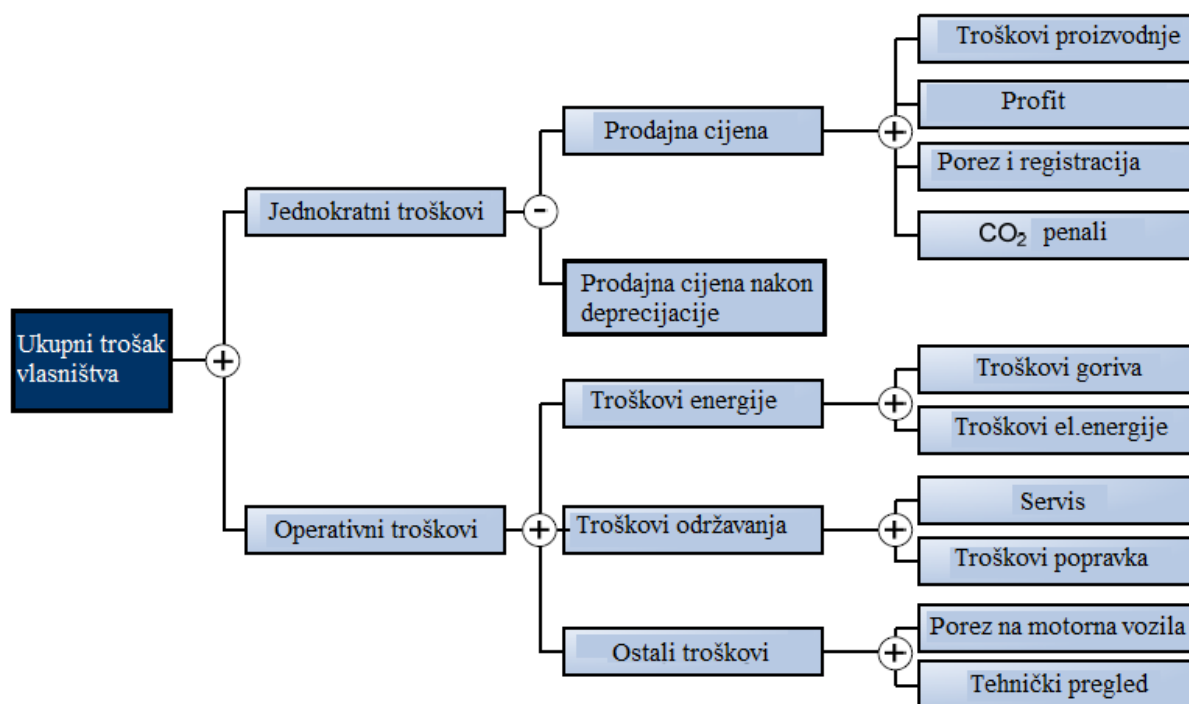 Troškovi proizvodnje
Profit
Prodajna cijena
+
Porez i registracija
Jednokratni troškovi
-
CO₂ penali
Prodajna cijena nakon
deprecijacije
Ukupni trošak
vlasništva
+
Troškovi goriva
Troškovi energije
+
Troškovi el.energije
Servis
Operativni troškovi
+
Troškovi održavanja
+
Troškovi popravka
Porez na motorna vozila
Ostali troškovi
+
Tehnički pregled